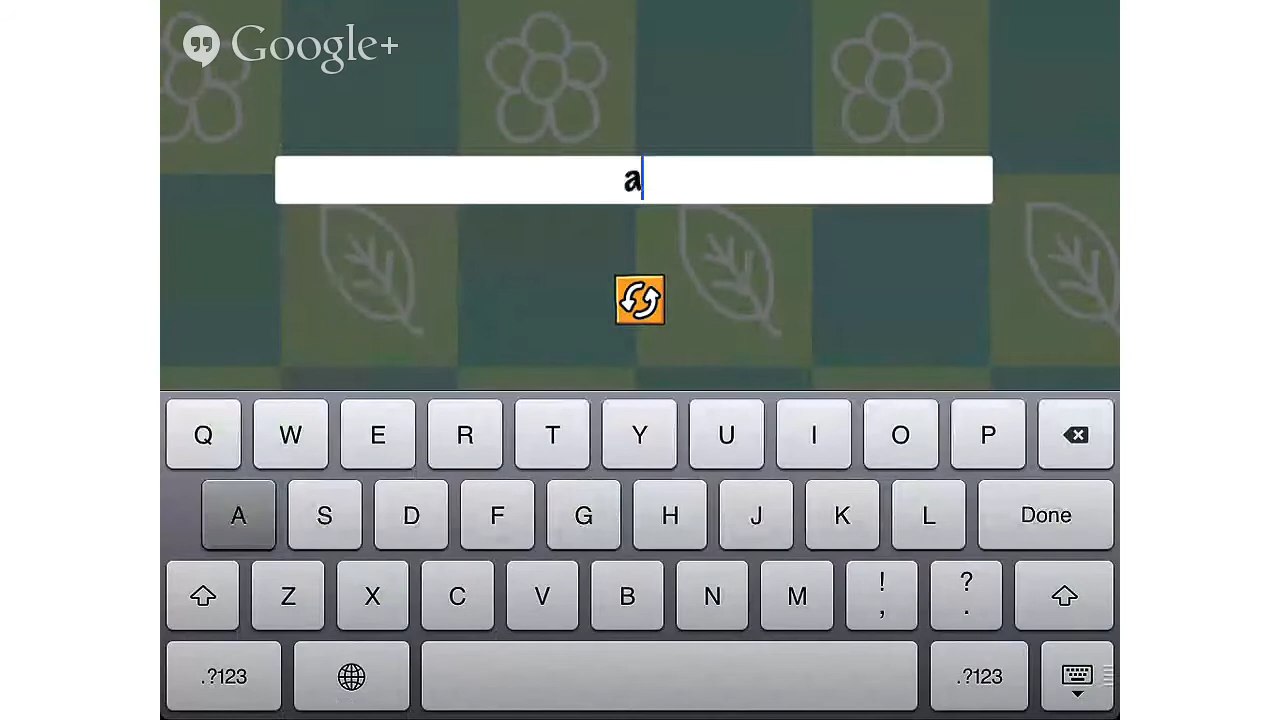 Google+
a
Q W E R T Y U I O P
A S D F G H J K L Done
Z X C V B N M ! , ? .
.?123 .?123